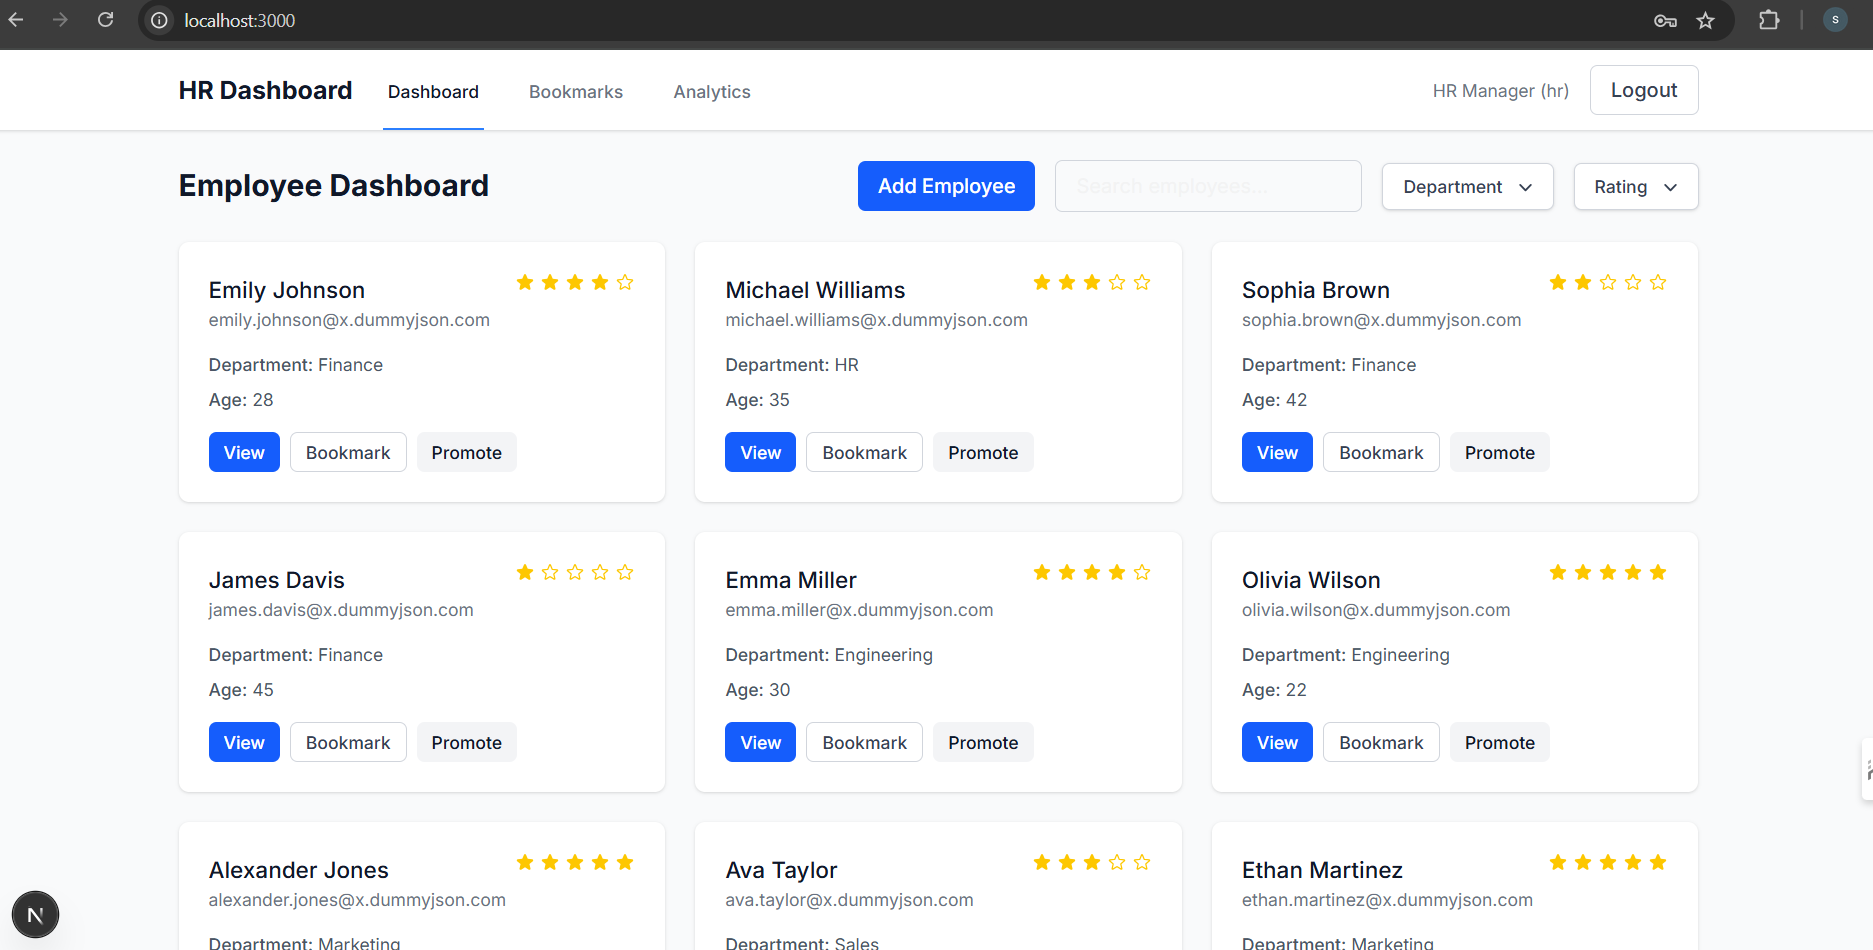 localhost:3000
S
HR Dashboard Dashboard Bookmarks Analytics HR Manager (hr) Logout
Employee Dashboard Add Employee Search employees... Department Rating
Emily Johnson
emily.johnson@x.dummyjson.com
Department: Finance
Age: 28
View Bookmark Promote
Michael Williams
michael.williams@x.dummyjson.com
Department: HR
Age: 35
View Bookmark Promote
Sophia Brown
sophia.brown@x.dummyjson.com
Department: Finance
Age: 42
View Bookmark Promote
James Davis
james.davis@x.dummyjson.com
Department: Finance
Age: 45
View Bookmark Promote
Emma Miller
emma.miller@x.dummyjson.com
Department: Engineering
Age: 30
View Bookmark Promote
Olivia Wilson
olivia.wilson@x.dummyjson.com
Department: Engineering
Age: 22
View Bookmark Promote
Alexander Jones
alexander.jones@x.dummyjson.com
Department: Marketing
Ava Taylor
ava.taylor@x.dummyjson.com
Department: Sales
Ethan Martinez
ethan.martinez@x.dummyjson.com
Department: Marketing
N